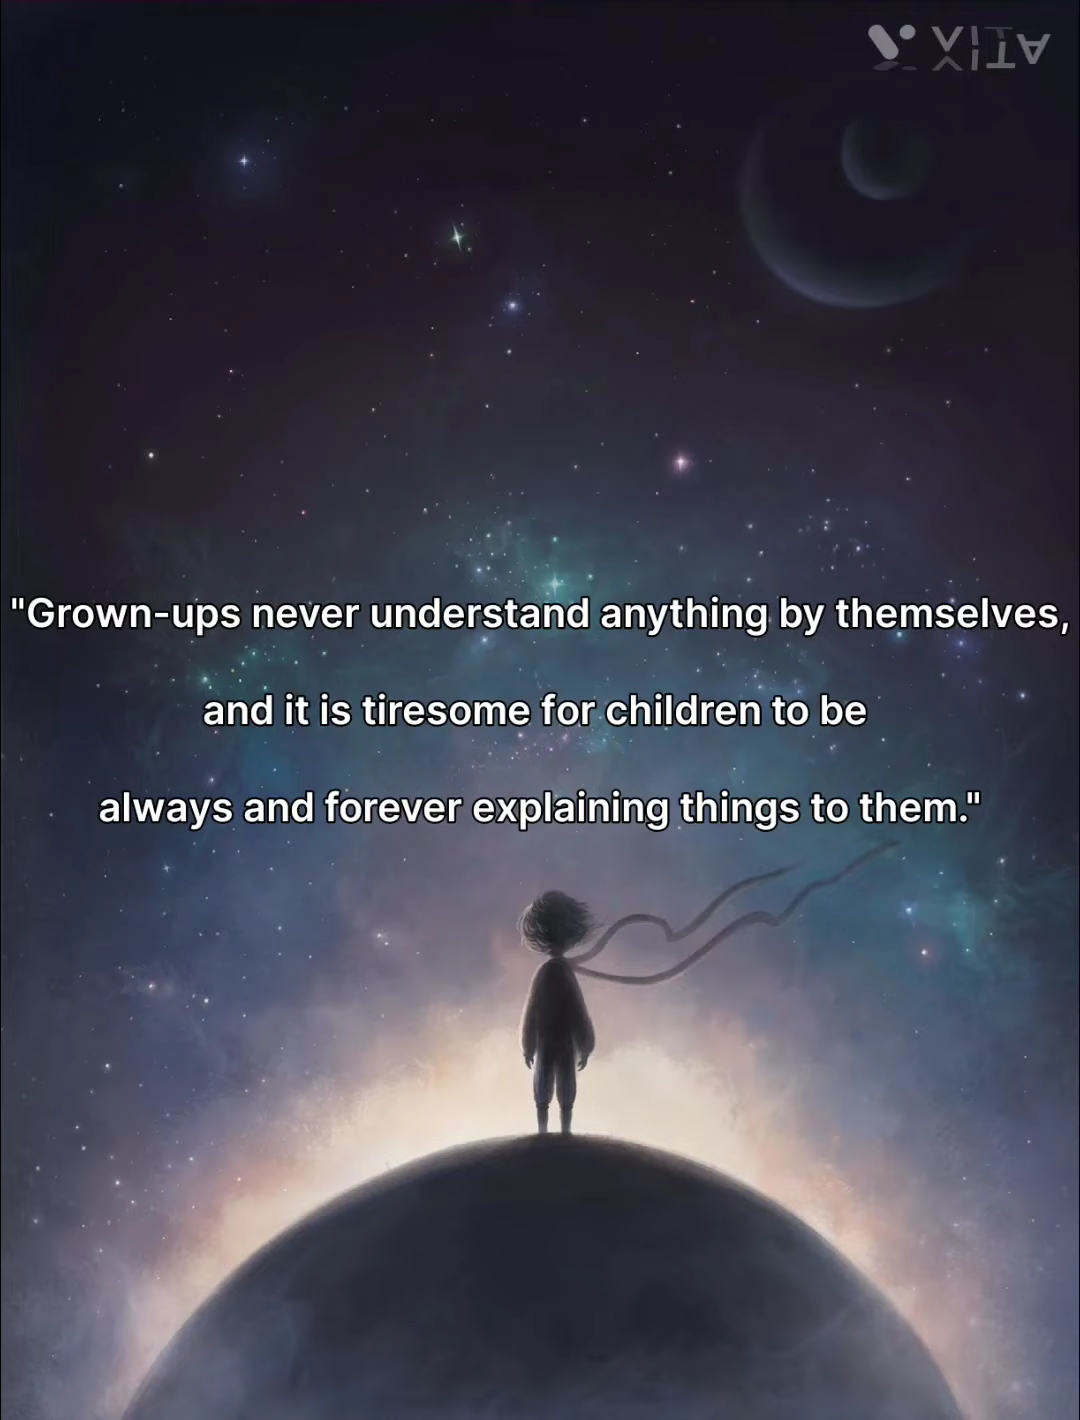 "Grown-ups never understand anything by themselves,
and it is tiresome for children to be
always and forever explaining things to them."